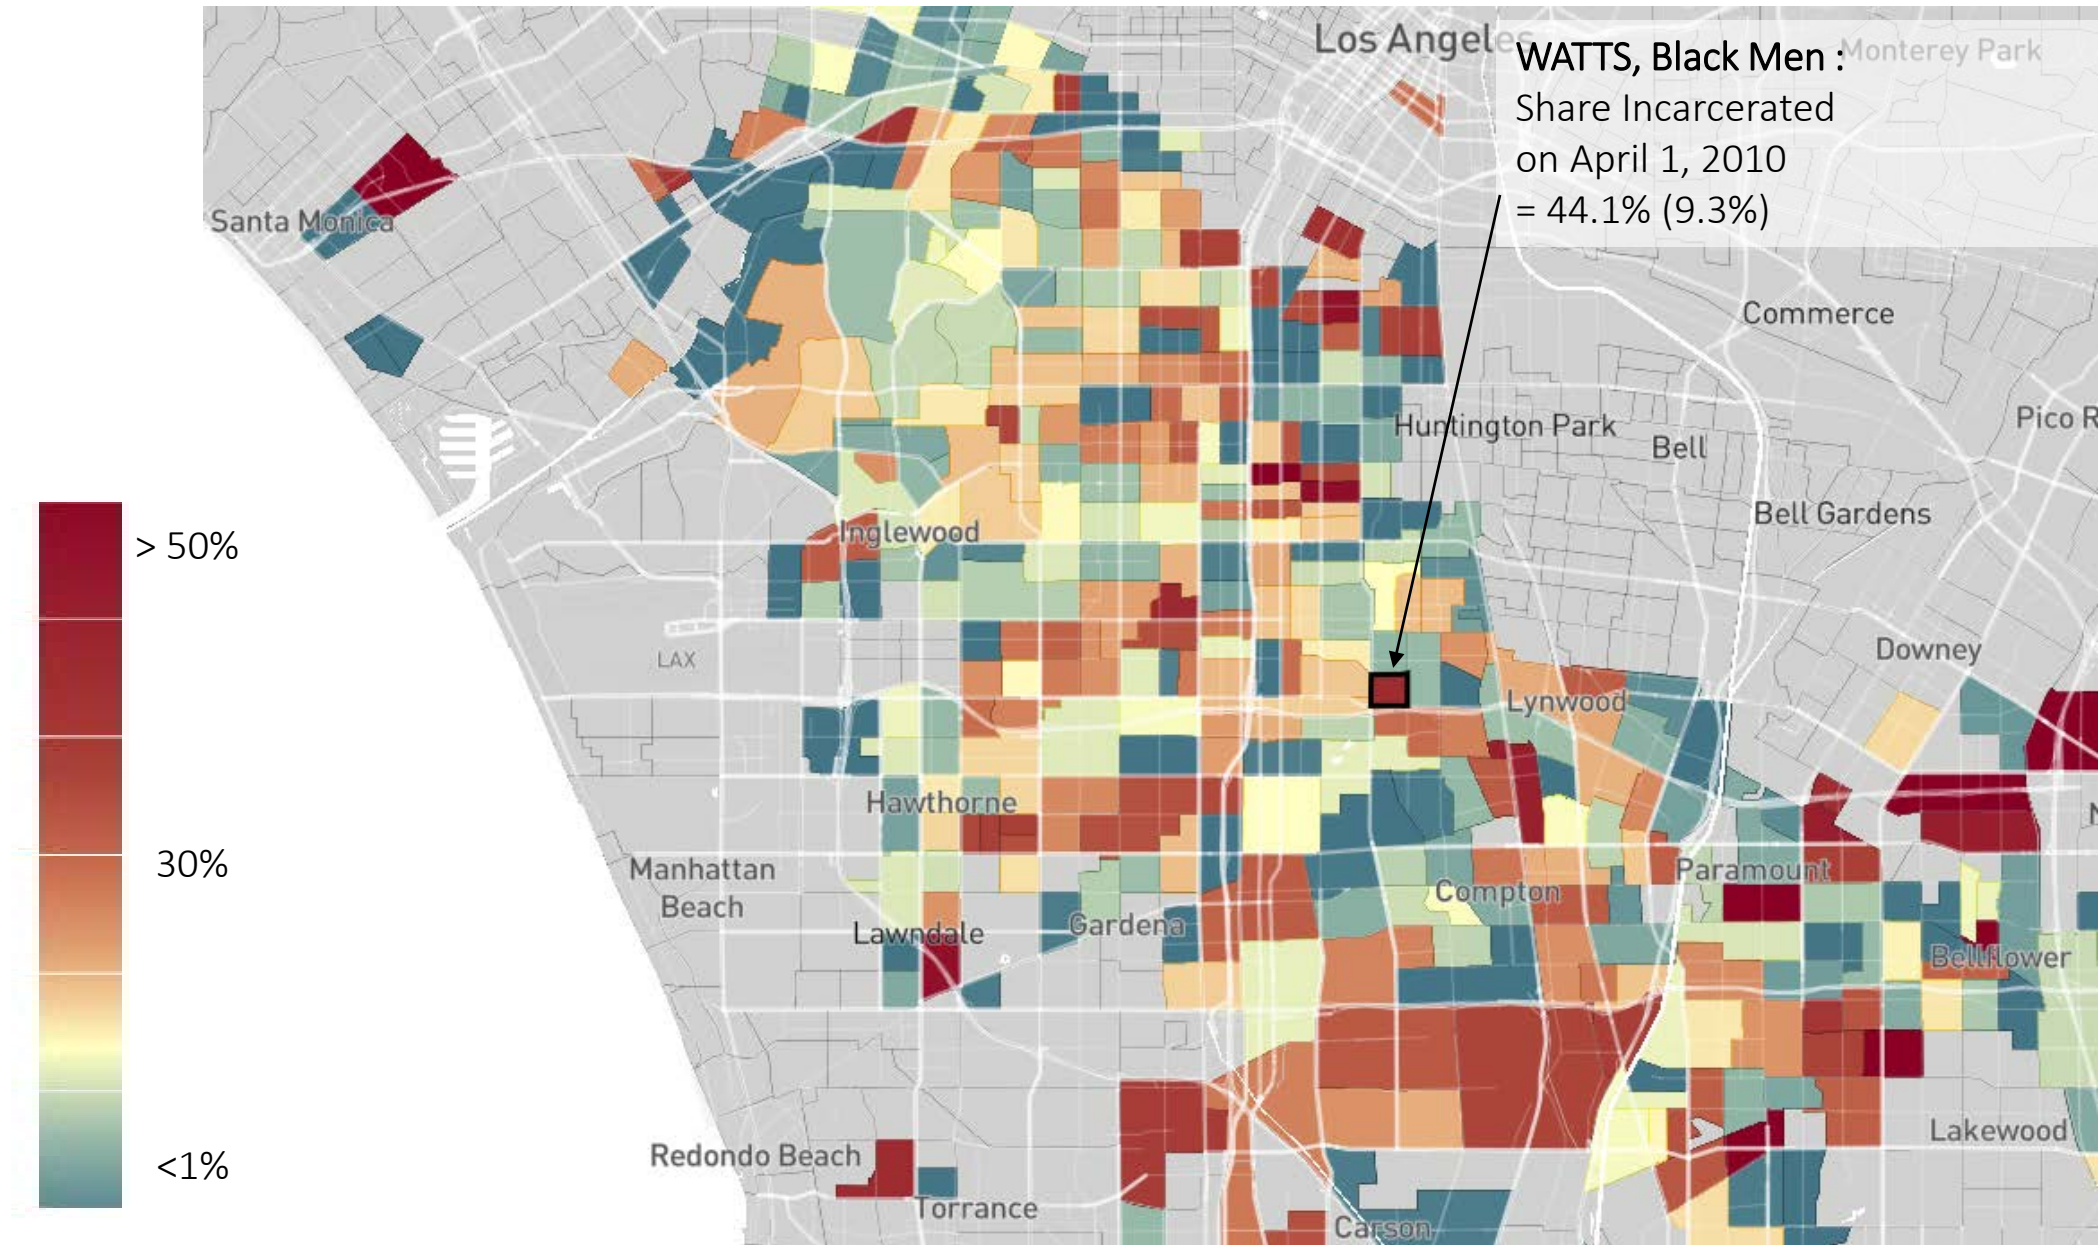 Los Angeles
Monterey Park
WATTS, Black Men :
Share Incarcerated
on April 1, 2010
= 44.1% (9.3%)
Santa Monica
Commerce
Huntington Park
Bell
Pico R
Bell Gardens
> 50%
Inglewood
LAX
Downey
Lynwood
Hawthorne
N
30%
Manhattan
Beach
Paramount
Compton
Gardena
Lawndale
Bellflower
<1%
Redondo Beach
Lakewood
Torrance
Carson